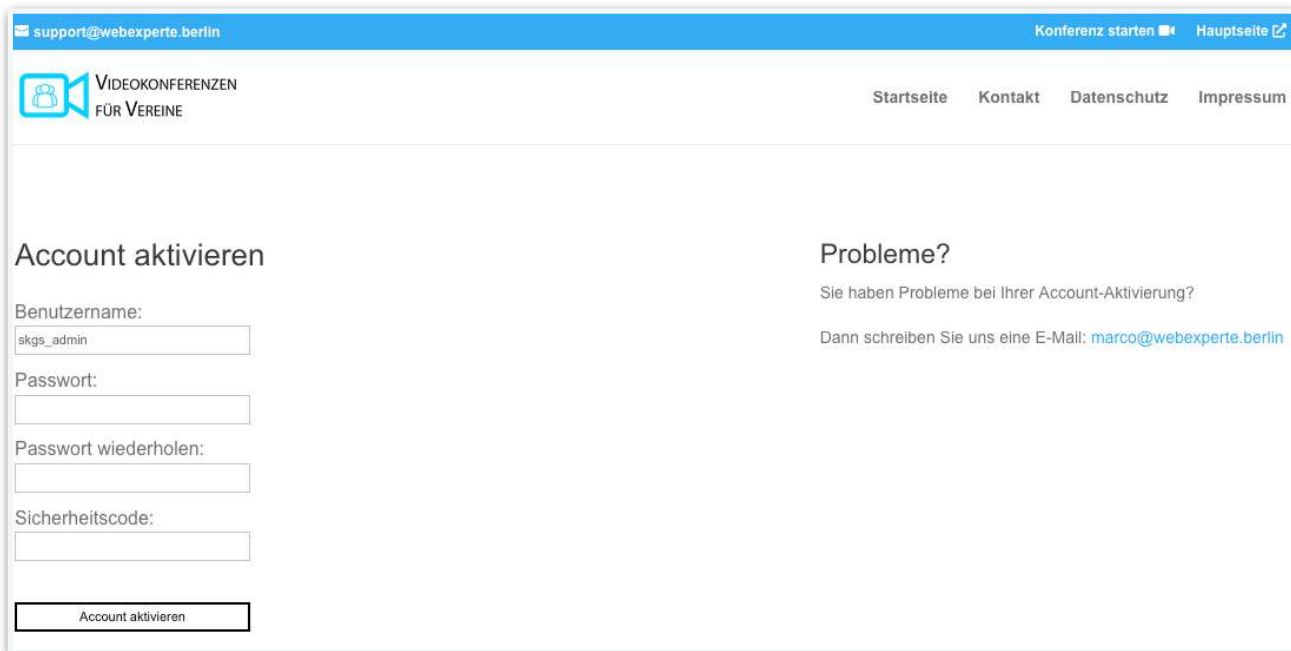 support@webexperte.berlin
Konferenz starten
Hauptseite
VIDEOKONFERENZEN
FÜR VEREINE
Startseite
Kontakt
Datenschutz
Impressum
Account aktivieren
Benutzername:
skgs_admin
Passwort:
Passwort wiederholen:
Sicherheitscode:
Account aktivieren
Probleme?
Sie haben Probleme bei Ihrer Account-Aktivierung?
Dann schreiben Sie uns eine E-Mail: marco@webexperte.berlin